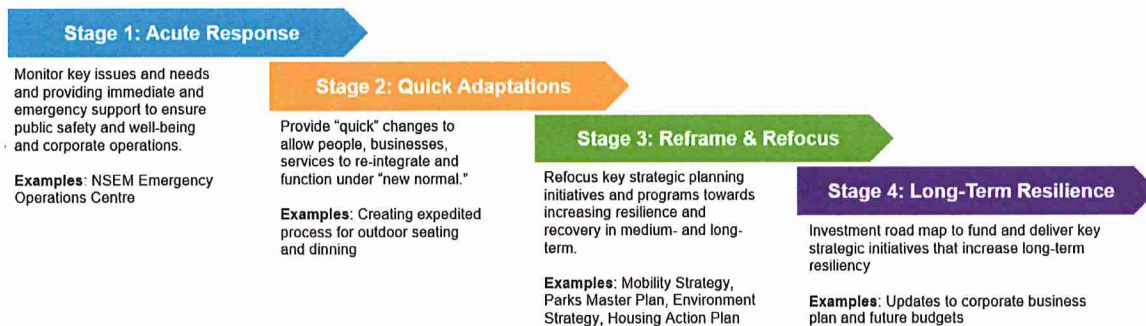 Stage 1: Acute Response
Monitor key issues and needs
and providing immediate and
emergency support to ensure
public safety and well-being
and corporate operations.
Examples: NSEM Emergency
Operations Centre
Stage 2: Quick Adaptations
Provide “quick” changes to
allow people, businesses,
services to re-integrate and
function under “new normal.”
Examples: Creating expedited
process for outdoor seating
and dinning
Stage 3: Reframe & Refocus
Refocus key strategic planning
initiatives and programs towards
increasing resilience and
recovery in medium- and long-
term.
Examples: Mobility Strategy,
Parks Master Plan, Environment
Strategy, Housing Action Plan
Stage 4: Long-Term Resilience
Investment road map to fund and deliver key
strategic initiatives that increase long-term
resiliency
Examples: Updates to corporate business
plan and future budgets